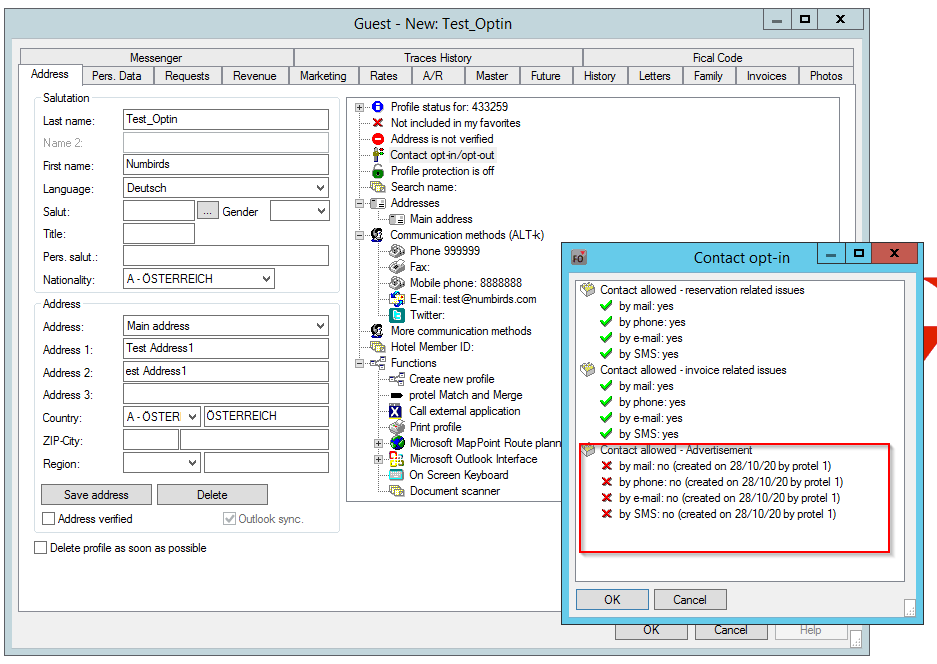 Guest - New: Test_Optin
Messenger
Traces History
Fical Code
Address
Pers. Data
Requests
Revenue
Marketing
Rates
A/R
Master
Future
History
Letters
Family
Invoices
Photos
Salutation
Last name:
Test_Optin
Name 2:
First name:
Numbirds
Language:
Deutsch
Salut:
...
Gender
Title:
Pers. salut.:
Nationality:
A - ÖSTERREICH
Address
Address:
Main address
Address 1:
Test Address1
Address 2:
est Address1
Address 3:
Country:
A - ÖSTERI
ÖSTERREICH
ZIP-City:
Region:
Save address
Delete
Address verified
Outlook sync.
Delete profile as soon as possible
Profile status for: 433259
Not included in my favorites
Address is not verified
Contact opt-in/opt-out
Profile protection is off
Search name:
Addresses
Main address
Communication methods (ALT-k)
Phone 999999
Fax:
Mobile phone: 8888888
E-mail: test@numbirds.com
Twitter:
More communication methods
Hotel Member ID:
Functions
Create new profile
protel Match and Merge
Call external application
Print profile
Microsoft MapPoint Route plann
Microsoft Outlook Interface
On Screen Keyboard
Document scanner
FO
Contact opt-in
Contact allowed - reservation related issues
by mail: yes
by phone: yes
by e-mail: yes
by SMS: yes
Contact allowed - invoice related issues
by mail: yes
by phone: yes
by e-mail: yes
by SMS: yes
Contact allowed - Advertisement
by mail: no (created on 28/10/20 by protel 1)
by phone: no (created on 28/10/20 by protel 1)
by e-mail: no (created on 28/10/20 by protel 1)
by SMS: no (created on 28/10/20 by protel 1)
OK
Cancel
OK
Cancel
Help